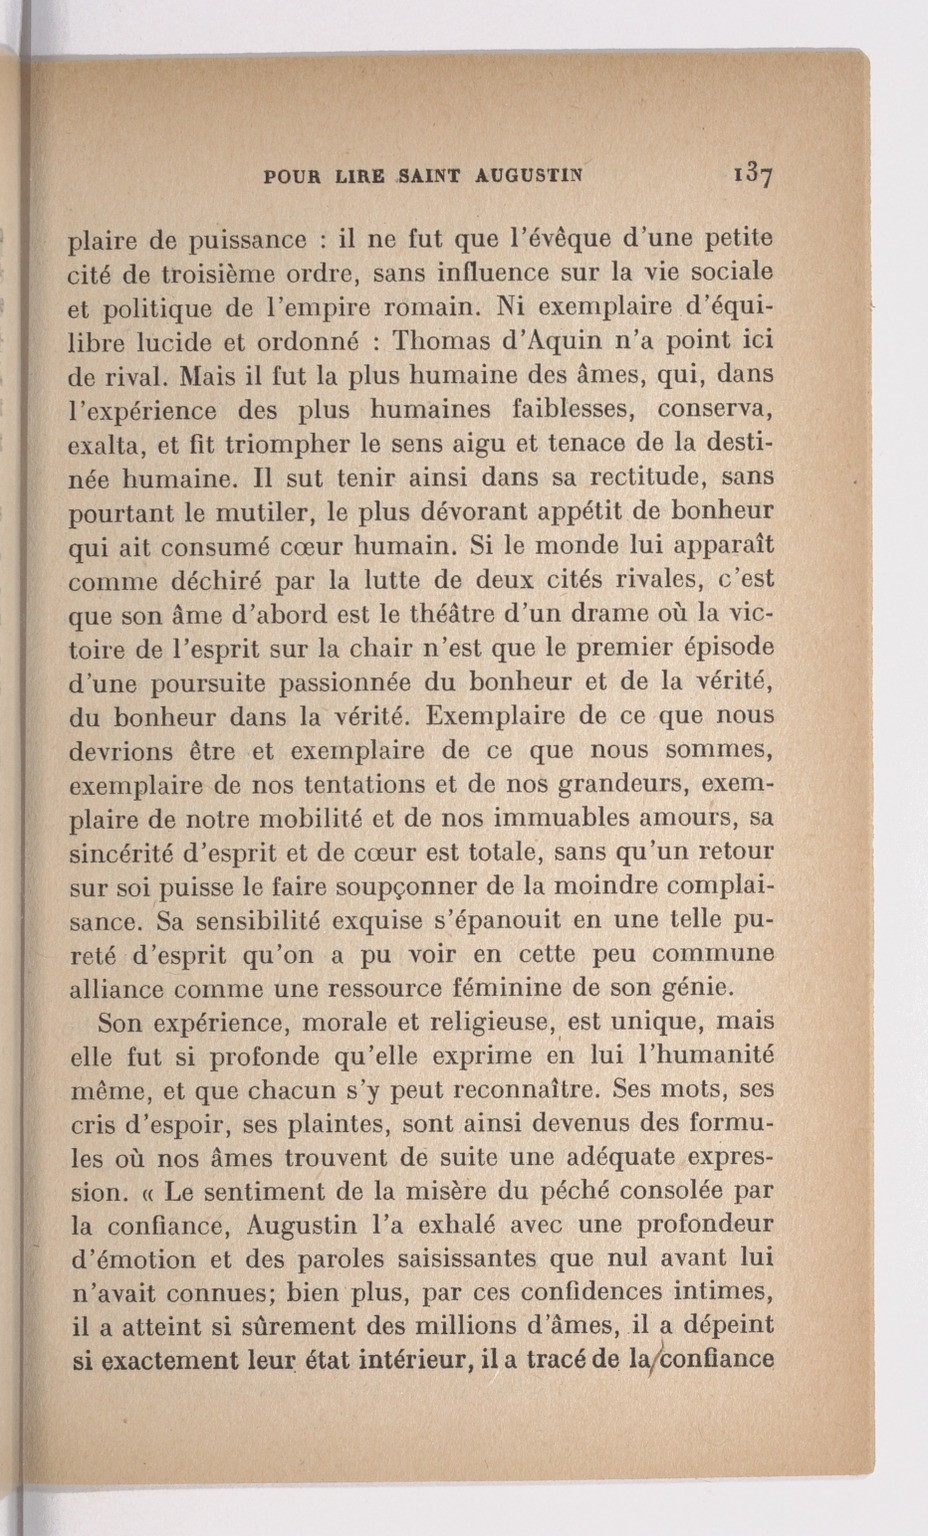 POUR LIRE SAINT AUGUSTIN 137
plaire de puissance : il ne fut que l'évêque d'une petite
cité de troisième ordre, sans influence sur la vie sociale
et politique de l'empire romain. Ni exemplaire d'équi-
libre lucide et ordonné : Thomas d'Aquin n'a point ici
de rival. Mais il fut la plus humaine des âmes, qui, dans
l'expérience des plus humaines faiblesses, conserva,
exalta, et fit triompher le sens aigu et tenace de la desti-
née humaine. Il sut tenir ainsi dans sa rectitude, sans
pourtant le mutiler, le plus dévorant appétit de bonheur
qui ait consumé cœur humain. Si le monde lui apparaît
comme déchiré par la lutte de deux cités rivales, c'est
que son âme d'abord est le théâtre d'un drame où la vic-
toire de l'esprit sur la chair n'est que le premier épisode
d'une poursuite passionnée du bonheur et de la vérité,
du bonheur dans la vérité. Exemplaire de ce que nous
devrions être et exemplaire de ce que nous sommes,
exemplaire de nos tentations et de nos grandeurs, exem-
plaire de notre mobilité et de nos immuables amours, sa
sincérité d'esprit et de cœur est totale, sans qu'un retour
sur soi puisse le faire soupçonner de la moindre complai-
sance. Sa sensibilité exquise s'épanouit en une telle pu-
reté d'esprit qu'on a pu voir en cette peu commune
alliance comme une ressource féminine de son génie.
Son expérience, morale et religieuse, est unique, mais
elle fut si profonde qu'elle exprime en lui l'humanité
même, et que chacun s'y peut reconnaître. Ses mots, ses
cris d'espoir, ses plaintes, sont ainsi devenus des formu-
les où nos âmes trouvent de suite une adéquate expres-
sion. « Le sentiment de la misère du péché consolée par
la confiance, Augustin l'a exhalé avec une profondeur
d'émotion et des paroles saisissantes que nul avant lui
n'avait connues; bien plus, par ces confidences intimes,
il a atteint si sûrement des millions d'âmes, il a dépeint
si exactement leur état intérieur, il a tracé de la confiance